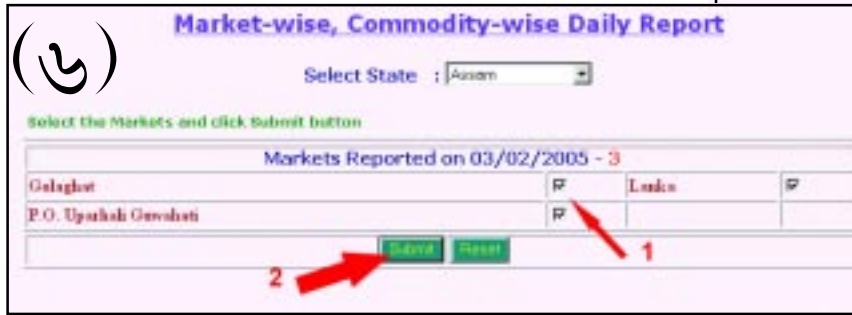 Market-wise, Commodity-wise Daily Report
(৬)
Select State : Assam
Select the Markets and click Submit button
Markets Reported on 03/02/2005 - 3
Golaghat Lanka
P.O. Uparhali Guwahati
Submit Reset
1
2